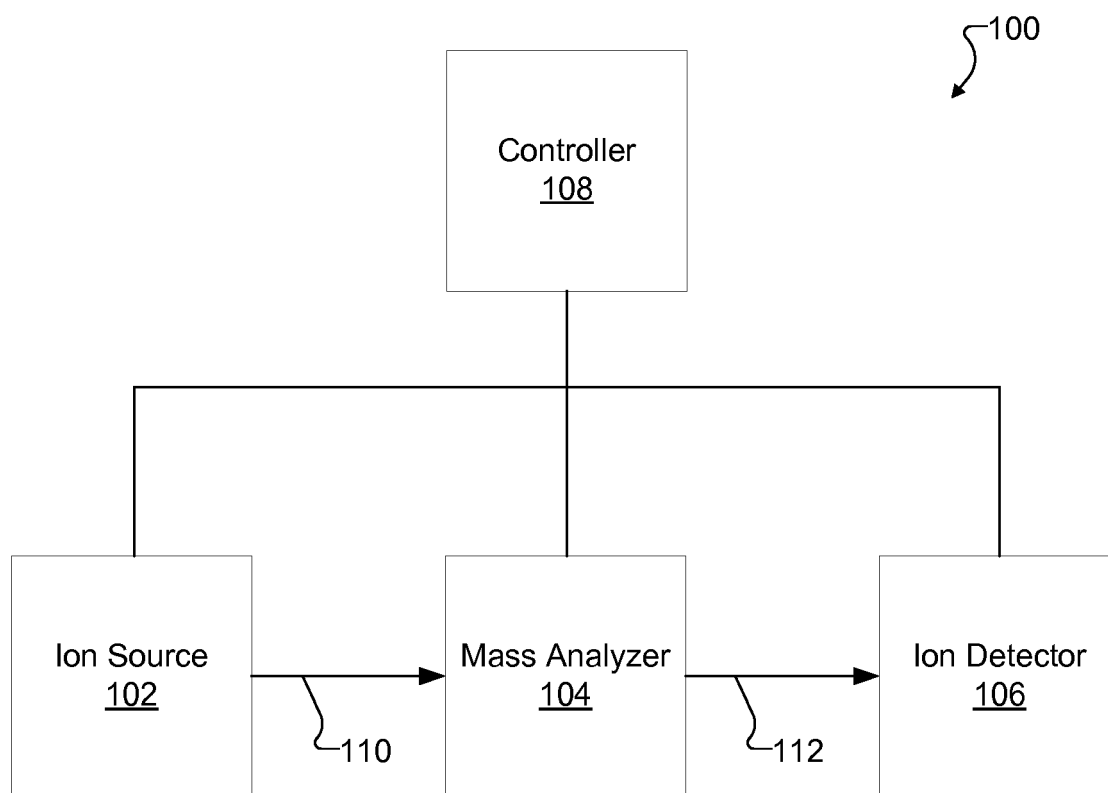 100
Controller
108
Ion Source
102
Mass Analyzer
104
Ion Detector
106
110
112